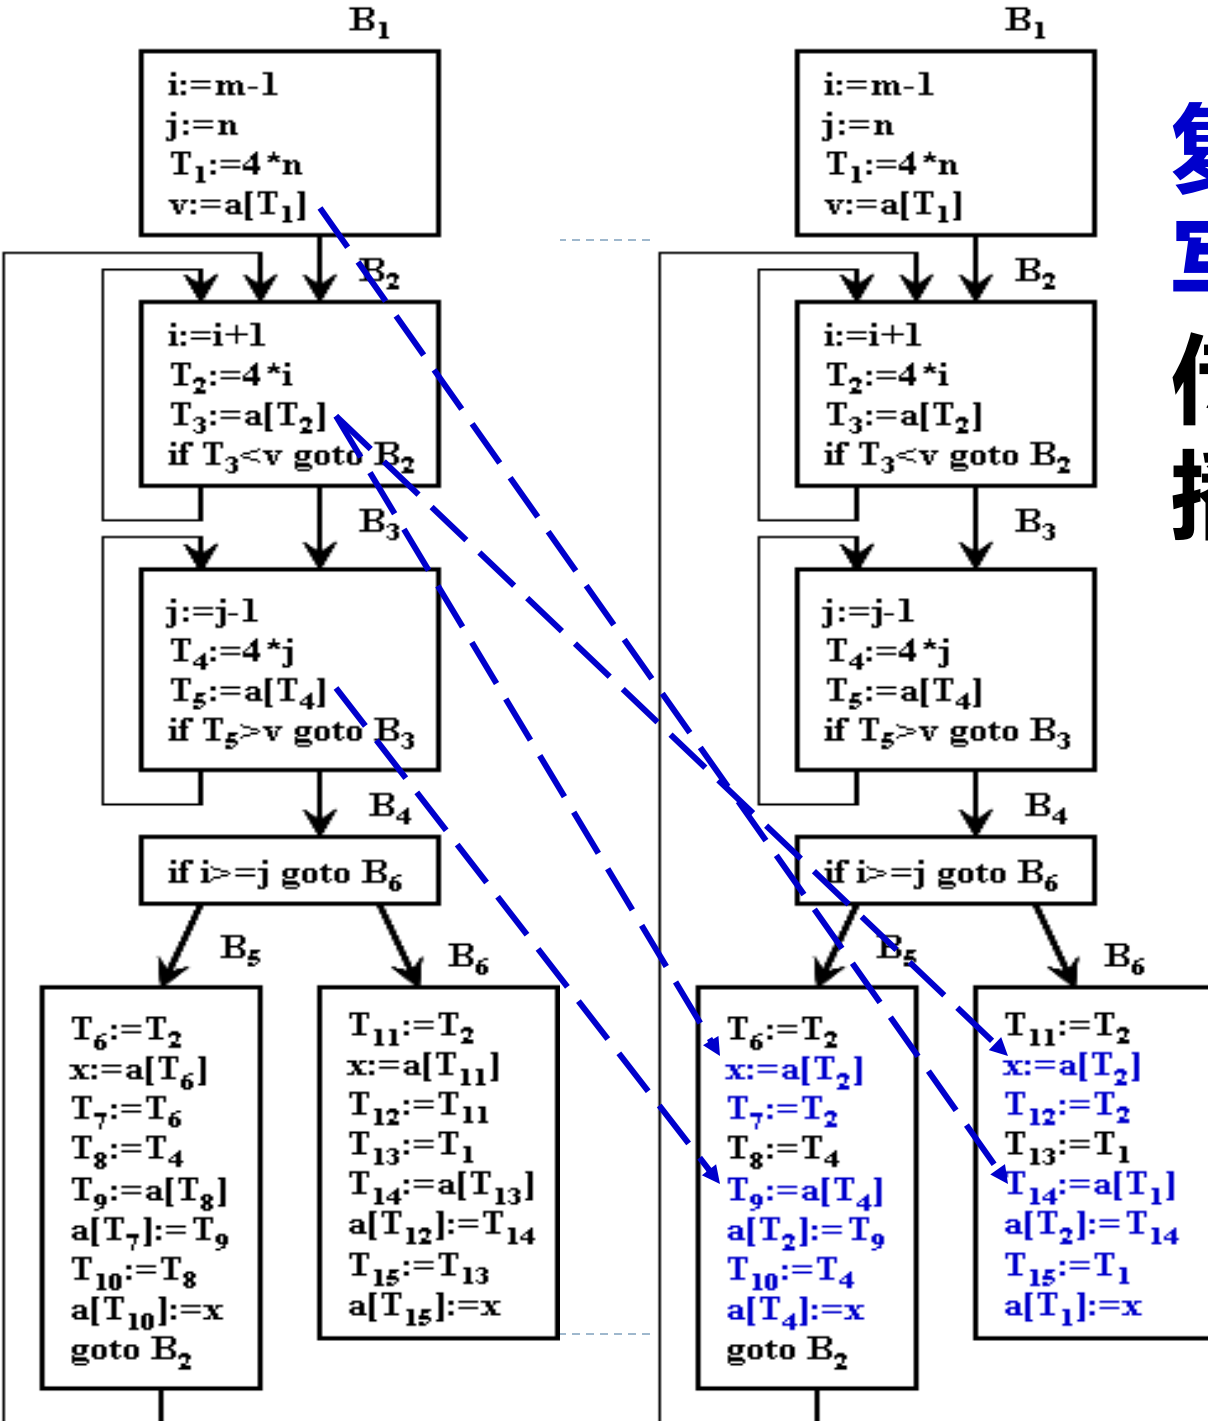 B₁
i:=m-1
j:=n
T₁:=4*n
v:=a[T₁]
B₂
i:=i+1
T₂:=4*i
T₃:=a[T₂]
if T₃<v goto B₂
B₃
j:=j-1
T₄:=4*j
T₅:=a[T₄]
if T₅>v goto B₃
B₄
if i>=j goto B₆
B₅
T₆:=T₂
x:=a[T₆]
T₇:=T₆
T₈:=T₄
T₉:=a[T₈]
a[T₇]:=T₉
T₁₀:=T₈
a[T₁₀]:=x
goto B₂
B₆
T₁₁:=T₂
x:=a[T₁₁]
T₁₂:=T₁₁
T₁₃:=T₁
T₁₄:=a[T₁₃]
a[T₁₂]:=T₁₄
T₁₅:=T₁₃
a[T₁₅]:=x
B₁
i:=m-1
j:=n
T₁:=4*n
v:=a[T₁]
B₂
i:=i+1
T₂:=4*i
T₃:=a[T₂]
if T₃<v goto B₂
B₃
j:=j-1
T₄:=4*j
T₅:=a[T₄]
if T₅>v goto B₃
B₄
if i>=j goto B₆
B₅
T₆:=T₂
x:=a[T₂]
T₇:=T₂
T₈:=T₄
T₉:=a[T₄]
a[T₂]:=T₉
T₁₀:=T₄
a[T₄]:=x
goto B₂
B₆
T₁₁:=T₂
x:=a[T₂]
T₁₂:=T₂
T₁₃:=T₁
T₁₄:=a[T₁]
a[T₂]:=T₁₄
T₁₅:=T₁
a[T₁]:=x
复
写
传
播